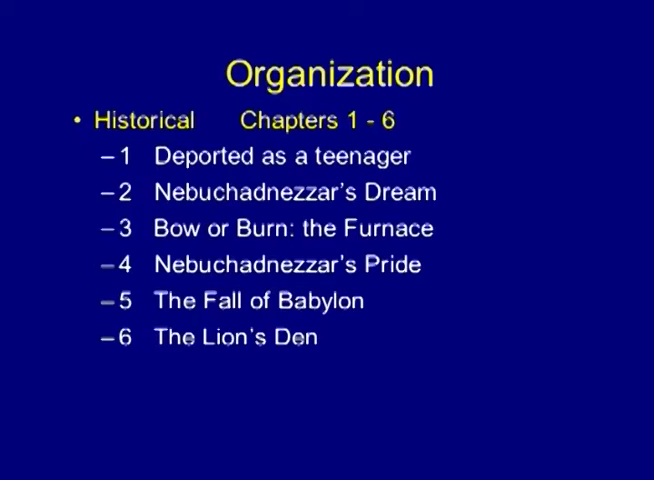 Organization
• Historical Chapters 1 - 6
– 1 Deported as a teenager
– 2 Nebuchadnezzar's Dream
– 3 Bow or Burn: the Furnace
– 4 Nebuchadnezzar's Pride
– 5 The Fall of Babylon
– 6 The Lion's Den